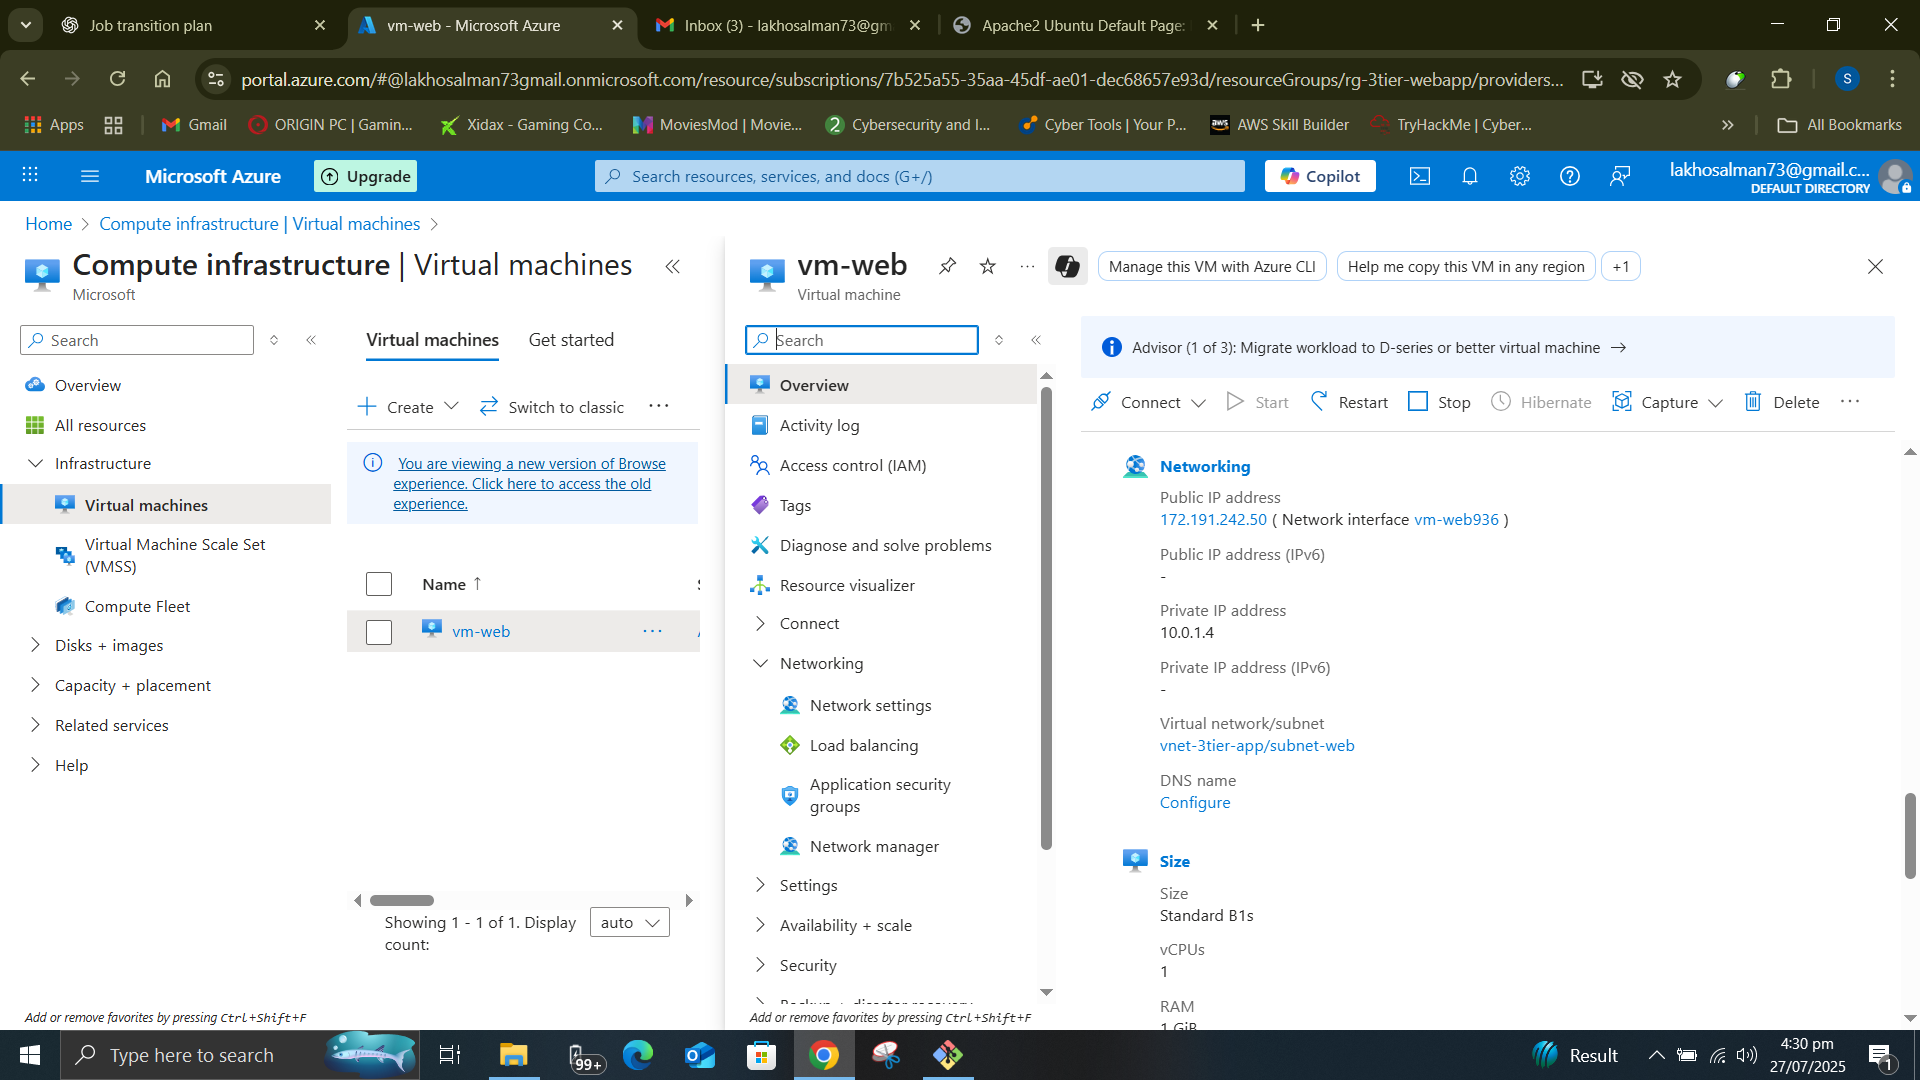 Job transition plan
vm-web - Microsoft Azure
Inbox (3) - lakhosalman73@gm
Apache2 Ubuntu Default Page:
portal.azure.com/#@lakhosalman73gmail.onmicrosoft.com/resource/subscriptions/7b525a55-35aa-45df-ae01-dec68657e93d/resourceGroups/rg-3tier-webapp/providers...
S
Apps
Gmail
ORIGIN PC | Gamin...
Xidax - Gaming Co...
MoviesMod | Movie...
Cybersecurity and I...
Cyber Tools | Your P...
AWS Skill Builder
TryHackMe | Cyber...
All Bookmarks
Microsoft Azure
Upgrade
Search resources, services, and docs (G+/)
Copilot
lakhosalman73@gmail.c...
DEFAULT DIRECTORY
Home > Compute infrastructure | Virtual machines >
Compute infrastructure | Virtual machines
Microsoft
Search
Overview
All resources
Infrastructure
Virtual machines
Virtual Machine Scale Set
(VMSS)
Compute Fleet
Disks + images
Capacity + placement
Related services
Help
Add or remove favorites by pressing Ctrl+Shift+F
Virtual machines
Get started
Create
Switch to classic
You are viewing a new version of Browse
experience. Click here to access the old
experience.
Name ↑
vm-web
Showing 1 - 1 of 1. Display
count:
auto
vm-web
Virtual machine
Manage this VM with Azure CLI
Help me copy this VM in any region
+1
Search
Overview
Activity log
Access control (IAM)
Tags
Diagnose and solve problems
Resource visualizer
Connect
Networking
Network settings
Load balancing
Application security
groups
Network manager
Settings
Availability + scale
Security
Backup + disaster recovery
Add or remove favorites by pressing Ctrl+Shift+F
Advisor (1 of 3): Migrate workload to D-series or better virtual machine →
Connect
Start
Restart
Stop
Hibernate
Capture
Delete
Networking
Public IP address
172.191.242.50 ( Network interface vm-web936 )
Public IP address (IPv6)
-
Private IP address
10.0.1.4
Private IP address (IPv6)
-
Virtual network/subnet
vnet-3tier-app/subnet-web
DNS name
Configure
Size
Size
Standard B1s
vCPUs
1
RAM
1 GiB
Type here to search
99+
Result
4:30 pm
27/07/2025
1